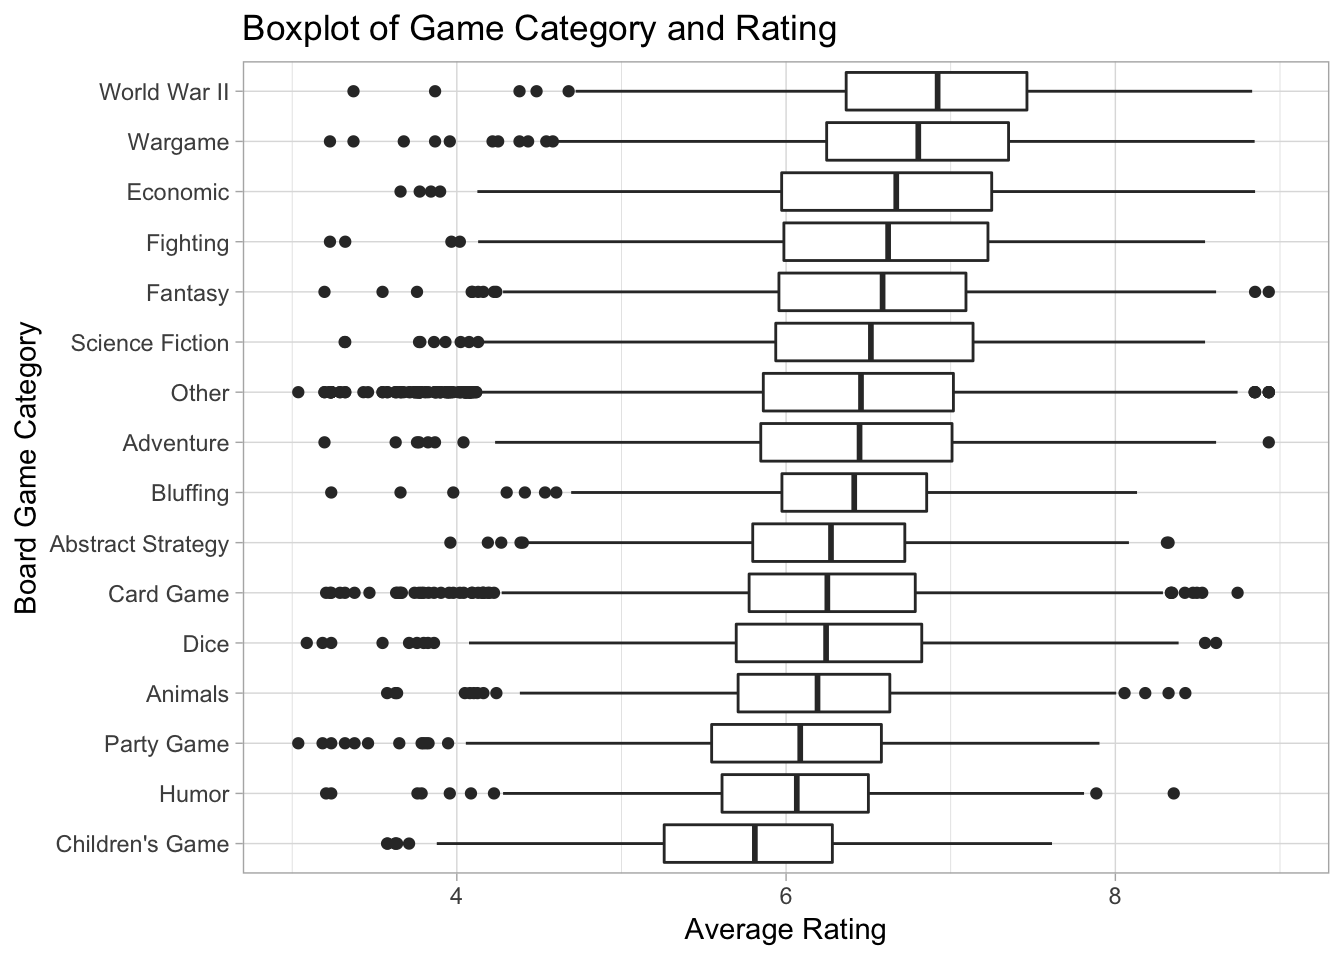 Boxplot of Game Category and Rating
World War II
Wargame
Economic
Fighting
Fantasy
Science Fiction
Other
Adventure
Bluffing
Abstract Strategy
Card Game
Dice
Animals
Party Game
Humor
Children's Game
Board Game Category
4 6 8
Average Rating